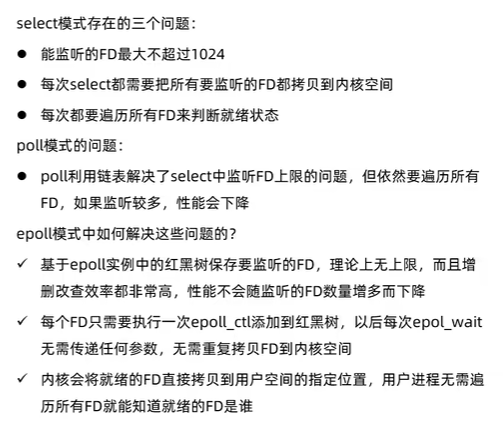 select模式存在的三个问题：
● 能监听的FD最大不超过1024
● 每次select都需要把所有要监听的FD都拷贝到内核空间
● 每次都要遍历所有FD来判断就绪状态
poll模式的问题：
● poll利用链表解决了select中监听FD上限的问题，但依然要遍历所有
FD，如果监听较多，性能会下降
epoll模式中如何解决这些问题的？
✓ 基于epoll实例中的红黑树保存要监听的FD，理论上无上限，而且增
删改查效率都非常高，性能不会随监听的FD数量增多而下降
✓ 每个FD只需要执行一次epoll_ctl添加到红黑树，以后每次epol_wait
无需传递任何参数，无需重复拷贝FD到内核空间
✓ 内核会将就绪的FD直接拷贝到用户空间的指定位置，用户进程无需遍
历所有FD就能知道就绪的FD是谁